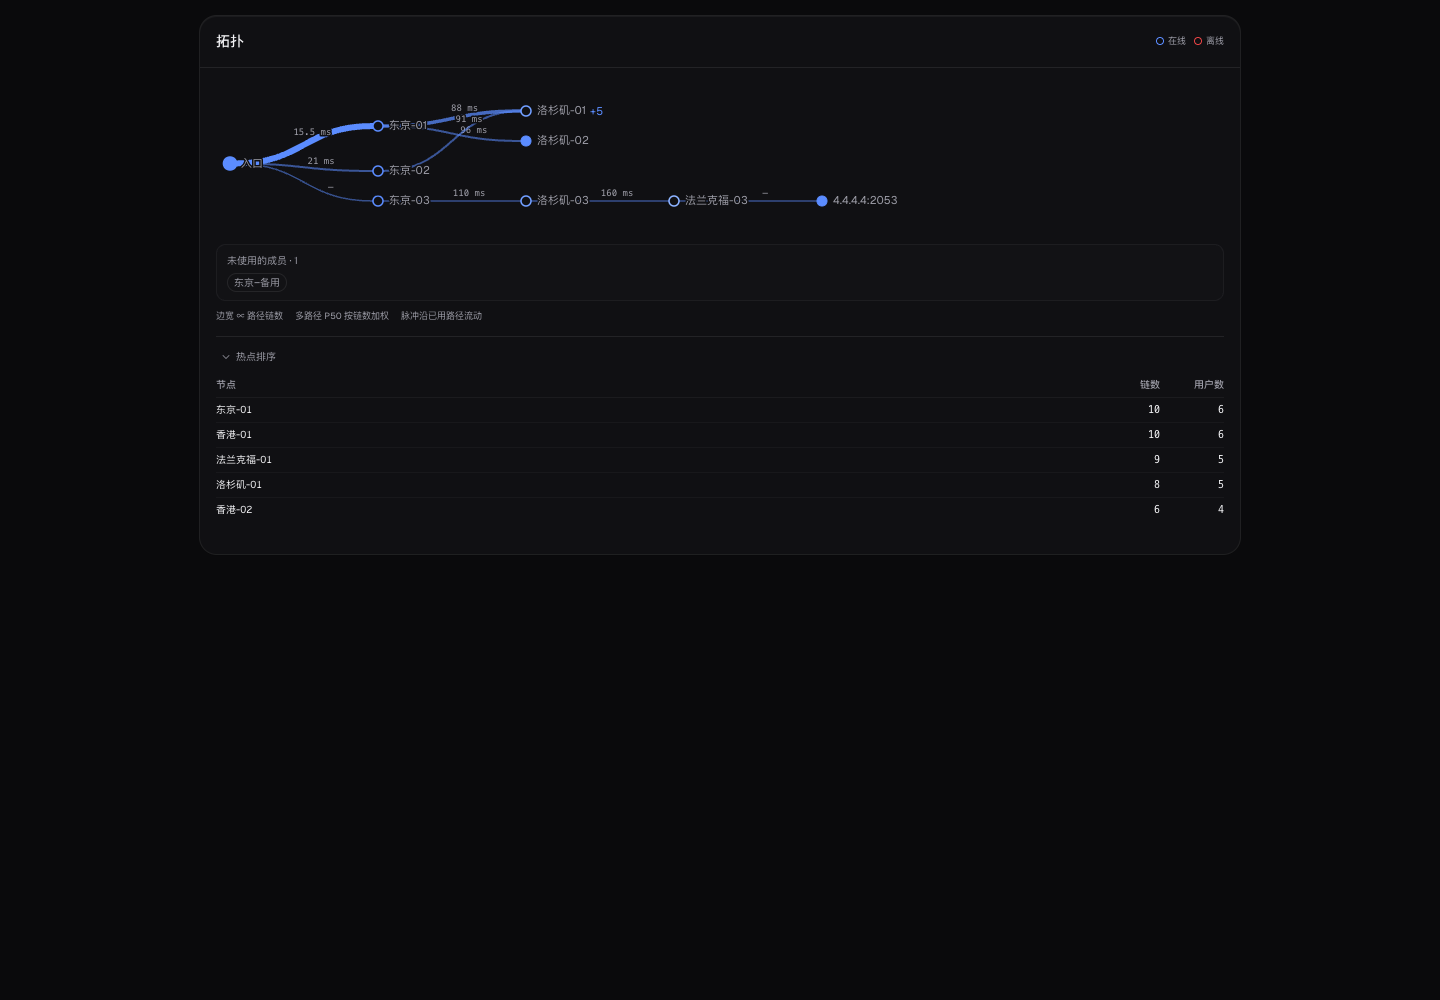 拓扑
在线 离线
88 ms
洛杉矶-01 +5
91 ms
15.5 ms
东京-01
96 ms
洛杉矶-02
21 ms
入口
东京-02
—
110 ms
160 ms
—
东京-03
洛杉矶-03
法兰克福-03
4.4.4.4:2053
未使用的成员 · 1
东京-备用
边宽 ∝ 路径链数 多路径 P50 按链数加权 脉冲沿已用路径流动
热点排序
节点 链数 用户数
东京-01 10 6
香港-01 10 6
法兰克福-01 9 5
洛杉矶-01 8 5
香港-02 6 4